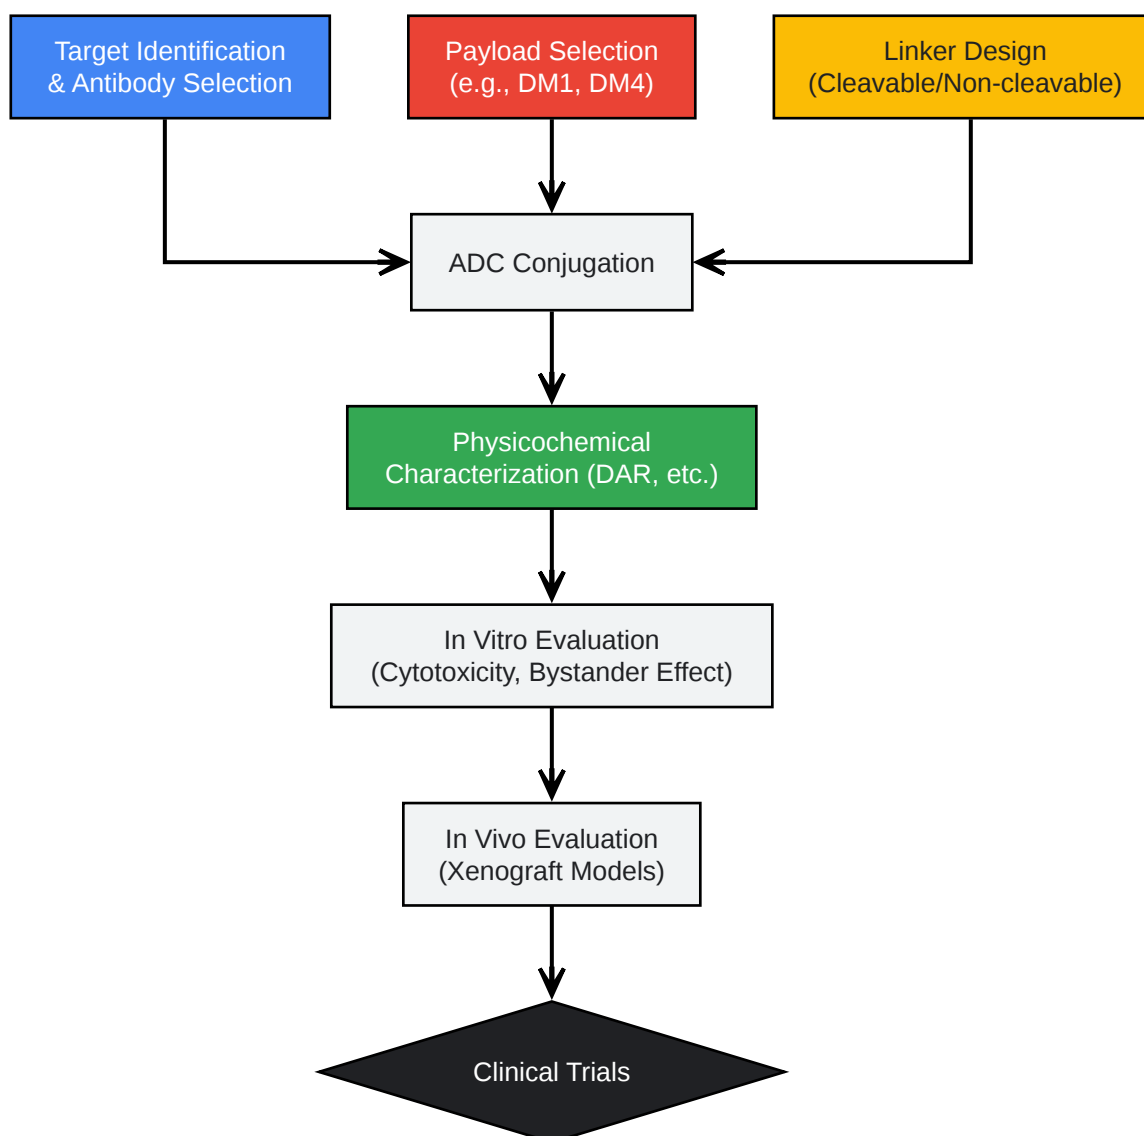 Target Identification
& Antibody Selection
Payload Selection
(e.g., DM1, DM4)
Linker Design
(Cleavable/Non-cleavable)
ADC Conjugation
Physicochemical
Characterization (DAR, etc.)
In Vitro Evaluation
(Cytotoxicity, Bystander Effect)
In Vivo Evaluation
(Xenograft Models)
Clinical Trials